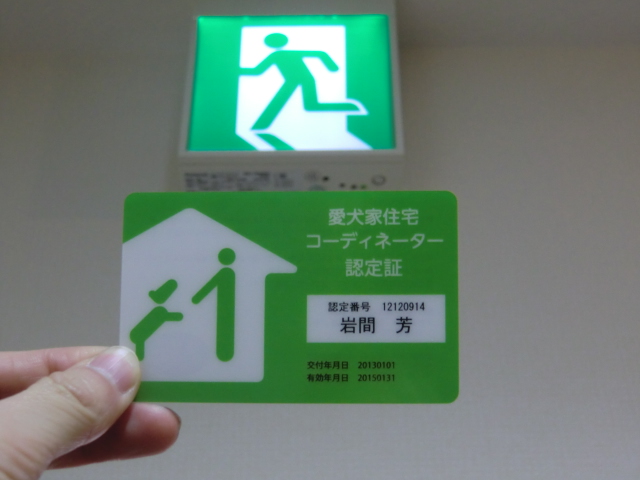 愛犬家住宅
コーディネーター
認定証
認定番号 12120914
岩間 芳
交付年月日 20130101
有効年月日 20150131